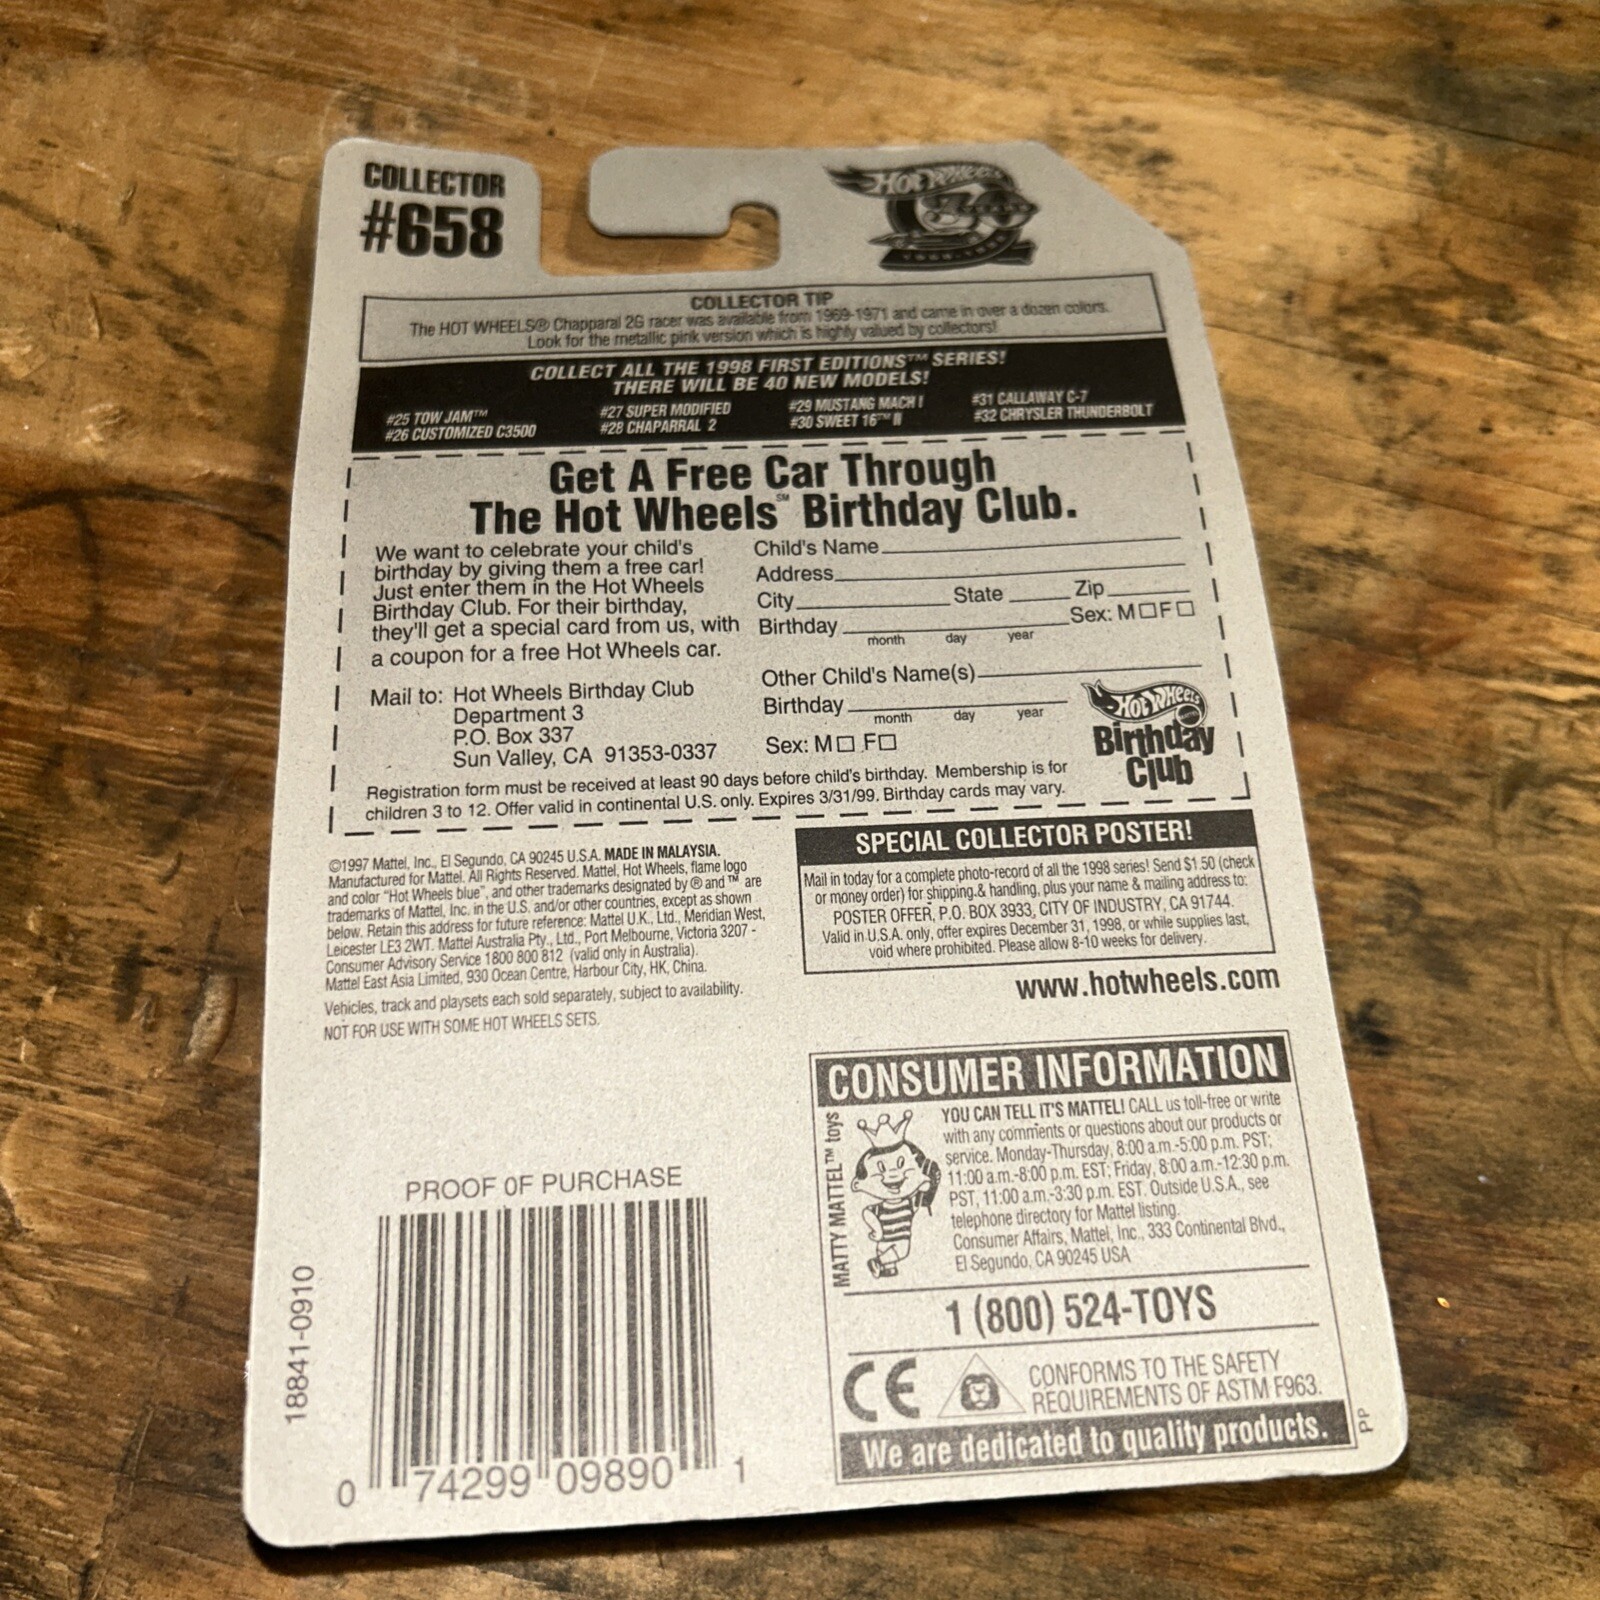 COLLECTOR
#658
HOT WHEELS
COLLECTOR TIP
The HOT WHEELS® Chapparal 2G racer was available from 1969-1971 and came in over a dozen colors.
Look for the metallic pink version which is highly valued by collectors!
COLLECT ALL THE 1998 FIRST EDITIONS™ SERIES!
THERE WILL BE 40 NEW MODELS!
#25 TOW JAM™
#26 CUSTOMIZED C3500
#27 SUPER MODIFIED
#28 CHAPARRAL 2
#29 MUSTANG MACH I
#30 SWEET 16™ II
#31 CALLAWAY C-7
#32 CHRYSLER THUNDERBOLT
Get A Free Car Through
The Hot Wheels℠ Birthday Club.
We want to celebrate your child's
birthday by giving them a free car!
Just enter them in the Hot Wheels
Birthday Club. For their birthday,
they'll get a special card from us, with
a coupon for a free Hot Wheels car.
Mail to: Hot Wheels Birthday Club
Department 3
P.O. Box 337
Sun Valley, CA 91353-0337
Child's Name
Address
City State Zip
Birthday Sex: M☐ F☐
month day year
Other Child's Name(s)
Birthday
month day year
Sex: M☐ F☐
Hot Wheels
Birthday
Club
Registration form must be received at least 90 days before child's birthday. Membership is for
children 3 to 12. Offer valid in continental U.S. only. Expires 3/31/99. Birthday cards may vary.
©1997 Mattel, Inc., El Segundo, CA 90245 U.S.A. MADE IN MALAYSIA.
Manufactured for Mattel. All Rights Reserved. Mattel, Hot Wheels, flame logo
and color "Hot Wheels blue", and other trademarks designated by ® and ™ are
trademarks of Mattel, Inc. in the U.S. and/or other countries, except as shown
below. Retain this address for future reference: Mattel U.K., Ltd., Meridian West,
Leicester LE3 2WT. Mattel Australia Pty., Ltd., Port Melbourne, Victoria 3207 -
Consumer Advisory Service 1800 800 812 (valid only in Australia).
Mattel East Asia Limited, 930 Ocean Centre, Harbour City, HK, China.
Vehicles, track and playsets each sold separately, subject to availability.
NOT FOR USE WITH SOME HOT WHEELS SETS.
SPECIAL COLLECTOR POSTER!
Mail in today for a complete photo-record of all the 1998 series! Send $1.50 (check
or money order) for shipping.& handling, plus your name & mailing address to:
POSTER OFFER, P.O. BOX 3933, CITY OF INDUSTRY, CA 91744.
Valid in U.S.A. only, offer expires December 31, 1998, or while supplies last,
void where prohibited. Please allow 8-10 weeks for delivery.
www.hotwheels.com
CONSUMER INFORMATION
MATTY MATTEL™ toys
YOU CAN TELL IT'S MATTEL! CALL us toll-free or write
with any comments or questions about our products or
service. Monday-Thursday, 8:00 a.m.-5:00 p.m. PST;
11:00 a.m.-8:00 p.m. EST; Friday, 8:00 a.m.-12:30 p.m.
PST, 11:00 a.m.-3:30 p.m. EST. Outside U.S.A., see
telephone directory for Mattel listing.
Consumer Affairs, Mattel, Inc., 333 Continental Blvd.,
El Segundo, CA 90245 USA
1 (800) 524-TOYS
CE
CONFORMS TO THE SAFETY
REQUIREMENTS OF ASTM F963.
We are dedicated to quality products.
PP
PROOF OF PURCHASE
18841-0910
0 74299 09890 1